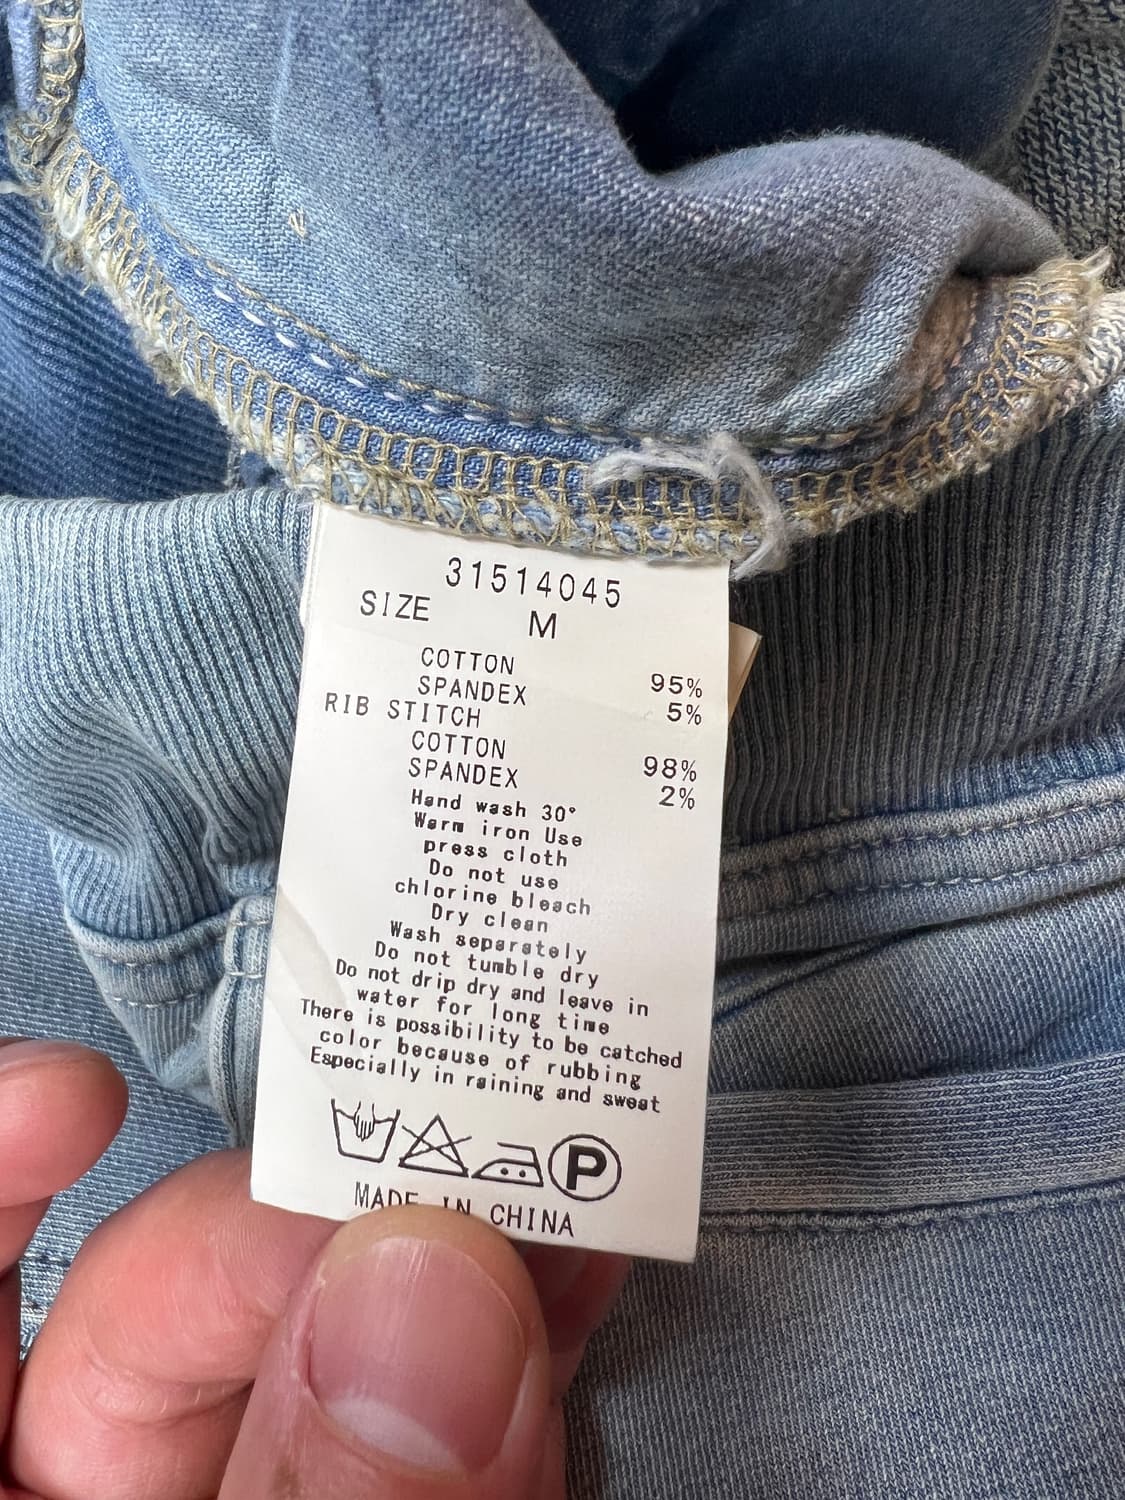 31514045
SIZE M
COTTON 95%
SPANDEX 5%
RIB STITCH
COTTON 98%
SPANDEX 2%
Hand wash 30°
Warm iron Use
press cloth
Do not use
chlorine bleach
Dry clean
Wash separately
Do not tumble dry
Do not drip dry and leave in
water for long time
There is possibility to be catched
color because of rubbing
Especially in raining and sweat
P
MADE IN CHINA